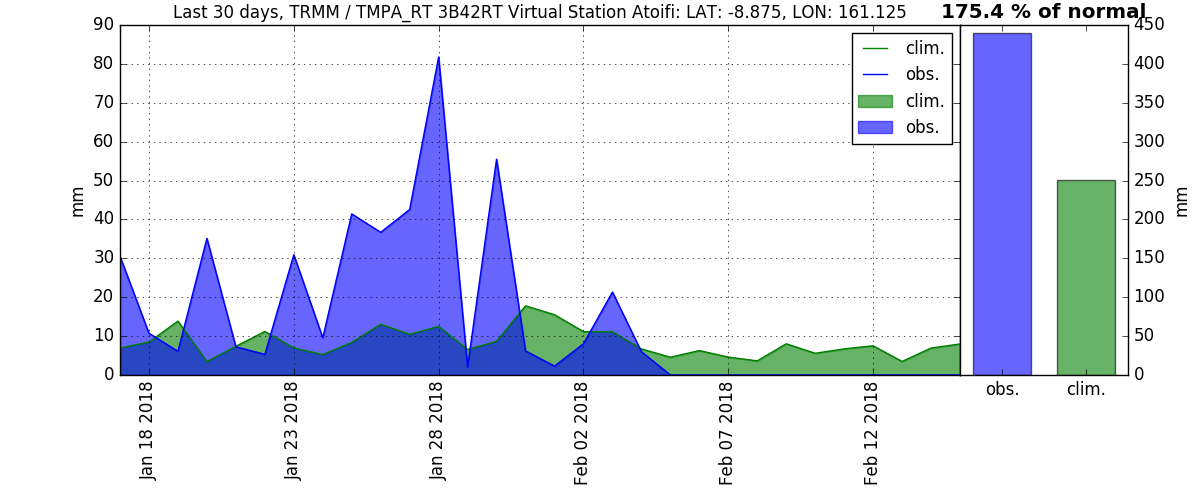 Last 30 days, TRMM / TMPA_RT 3B42RT Virtual Station Atoifi: LAT: -8.875, LON: 161.125
175.4 % of normal
90
80
70
60
50
40
30
20
10
0
mm
clim.
obs.
clim.
obs.
Jan 18 2018
Jan 23 2018
Jan 28 2018
Feb 02 2018
Feb 07 2018
Feb 12 2018
450
400
350
300
250
200
150
100
50
0
mm
obs.
clim.